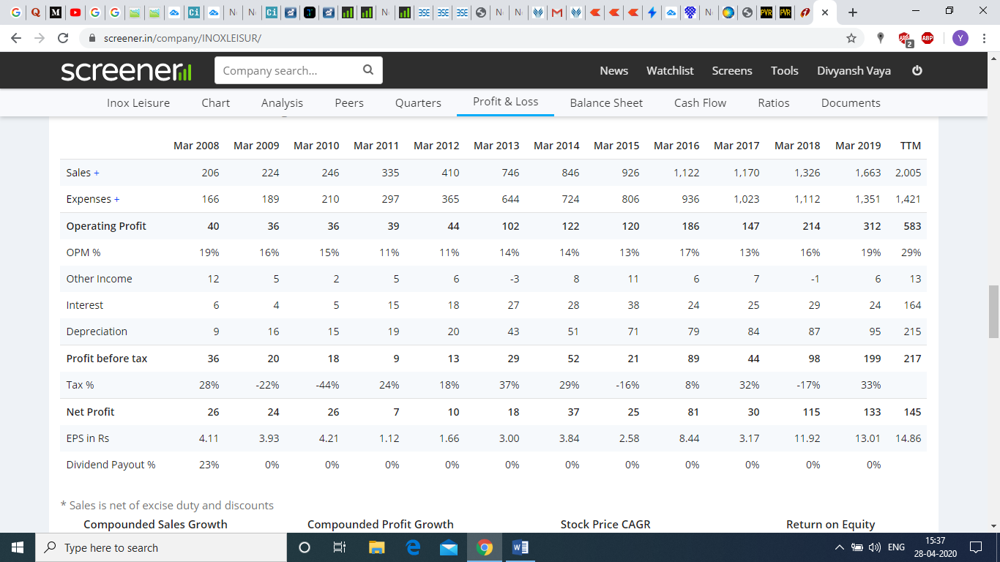 screener.in/company/INOXLEISUR/
2
ABP
Y
screener
Company search...
News Watchlist Screens Tools Divyansh Vaya
Inox Leisure Chart Analysis Peers Quarters Profit & Loss Balance Sheet Cash Flow Ratios Documents
Mar 2008 Mar 2009 Mar 2010 Mar 2011 Mar 2012 Mar 2013 Mar 2014 Mar 2015 Mar 2016 Mar 2017 Mar 2018 Mar 2019 TTM
Sales + 206 224 246 335 410 746 846 926 1,122 1,170 1,326 1,663 2,005
Expenses + 166 189 210 297 365 644 724 806 936 1,023 1,112 1,351 1,421
Operating Profit 40 36 36 39 44 102 122 120 186 147 214 312 583
OPM % 19% 16% 15% 11% 11% 14% 14% 13% 17% 13% 16% 19% 29%
Other Income 12 5 2 5 6 -3 8 11 6 7 -1 6 13
Interest 6 4 5 15 18 27 28 38 24 25 29 24 164
Depreciation 9 16 15 19 20 43 51 71 79 84 87 95 215
Profit before tax 36 20 18 9 13 29 52 21 89 44 98 199 217
Tax % 28% -22% -44% 24% 18% 37% 29% -16% 8% 32% -17% 33%
Net Profit 26 24 26 7 10 18 37 25 81 30 115 133 145
EPS in Rs 4.11 3.93 4.21 1.12 1.66 3.00 3.84 2.58 8.44 3.17 11.92 13.01 14.86
Dividend Payout % 23% 0% 0% 0% 0% 0% 0% 0% 0% 0% 0% 0%
* Sales is net of excise duty and discounts
Compounded Sales Growth Compounded Profit Growth Stock Price CAGR Return on Equity
Type here to search
ENG
15:37
28-04-2020